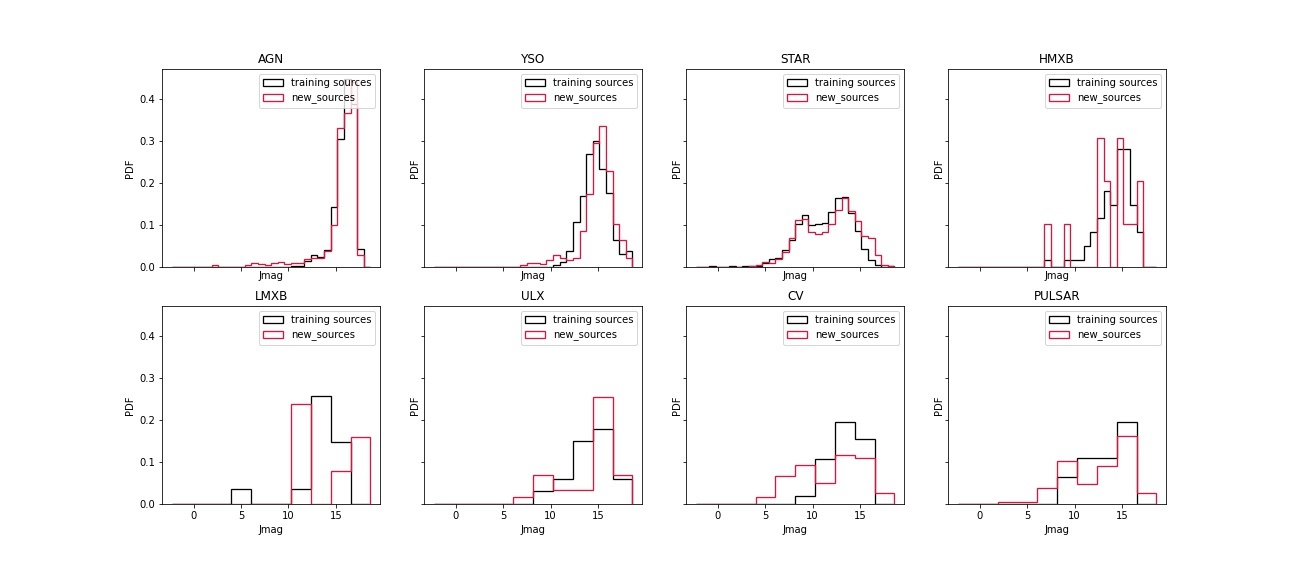 AGN YSO STAR HMXB
training sources training sources training sources training sources
new_sources new_sources new_sources new_sources
0.4
0.3
PDF PDF PDF PDF
0.2
0.1
0.0
Jmag Jmag Jmag Jmag
LMXB ULX CV PULSAR
training sources training sources training sources training sources
new_sources new_sources new_sources new_sources
0.4
0.3
PDF PDF PDF PDF
0.2
0.1
0.0
0 5 10 15 0 5 10 15 0 5 10 15 0 5 10 15
Jmag Jmag Jmag Jmag